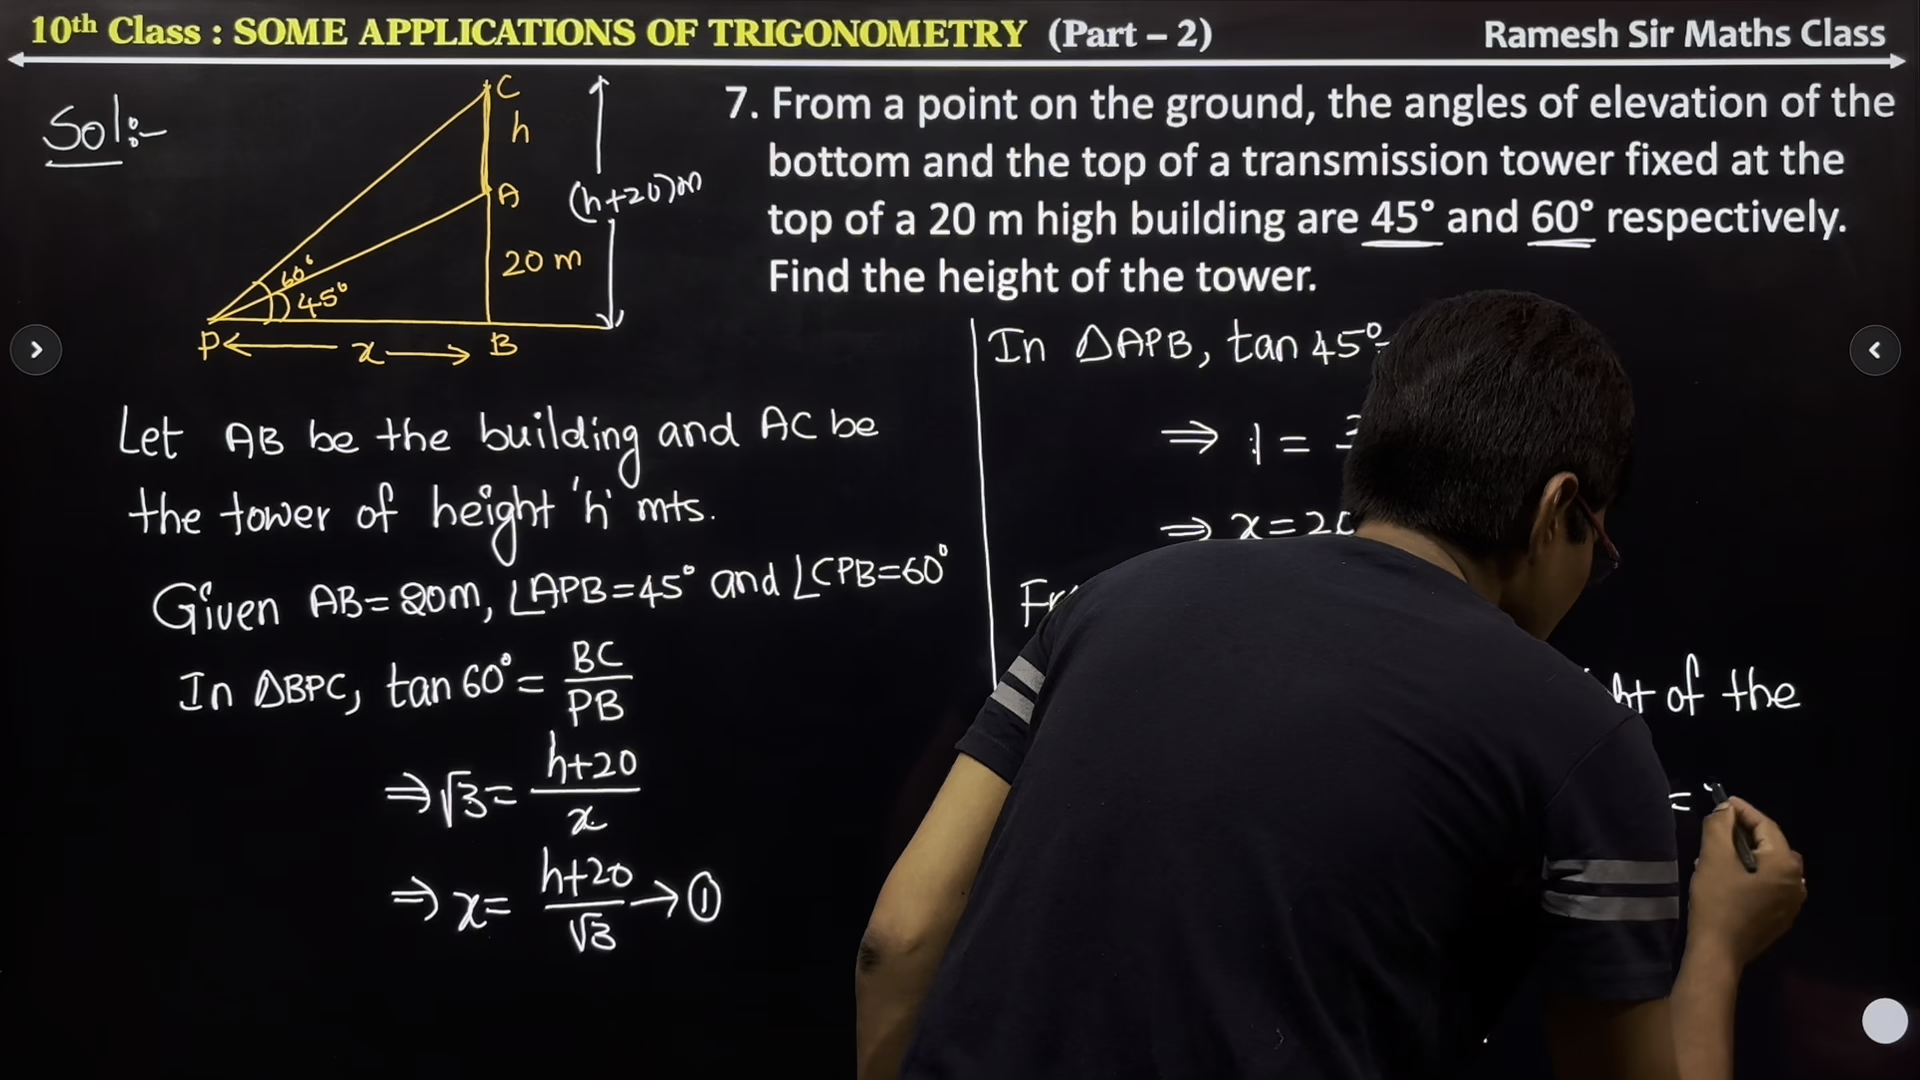 10th Class : SOME APPLICATIONS OF TRIGONOMETRY (Part – 2)
Ramesh Sir Maths Class
Sol:-
C
h
A
(h+20)m
20 m
60°
45°
P
x
B
7. From a point on the ground, the angles of elevation of the
bottom and the top of a transmission tower fixed at the
top of a 20 m high building are 45° and 60° respectively.
Find the height of the tower.
Let AB be the building and AC be
the tower of height 'h' mts.
Given AB = 20m, ∠APB = 45° and ∠CPB = 60°
In △BPC, tan 60° = BC/PB
⇒ √3 = h+20/x
⇒ x = h+20/√3 → ①
In △APB, tan 45° =
⇒ 1 =
⇒ x = 20
of the
=